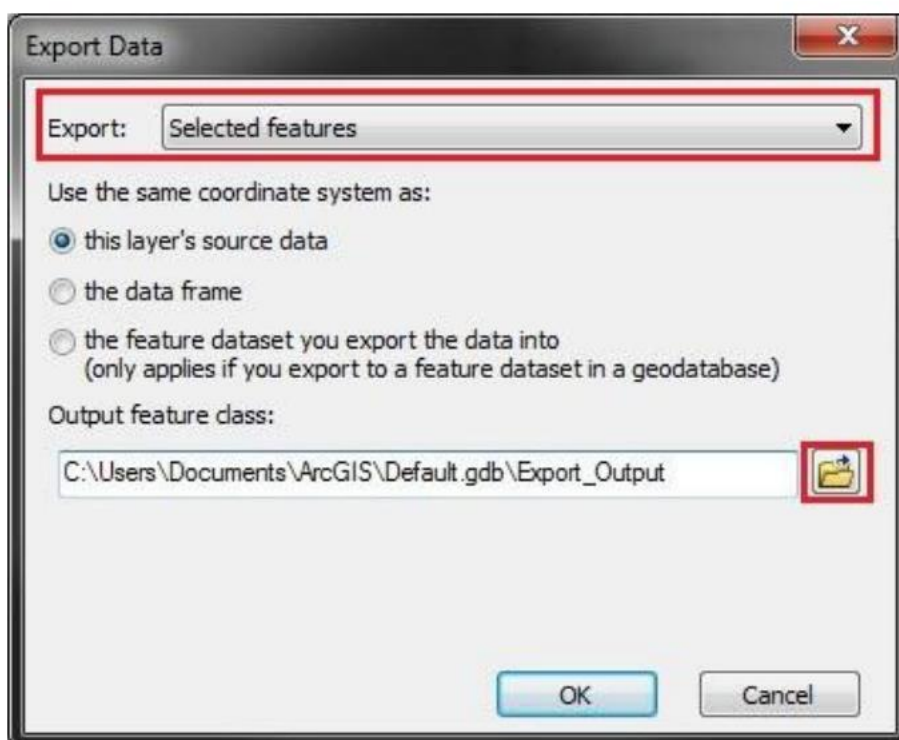 Export Data
Export: Selected features
Use the same coordinate system as:
this layer's source data
the data frame
the feature dataset you export the data into
(only applies if you export to a feature dataset in a geodatabase)
Output feature class:
C:\Users\Documents\ArcGIS\Default.gdb\Export_Output
OK Cancel